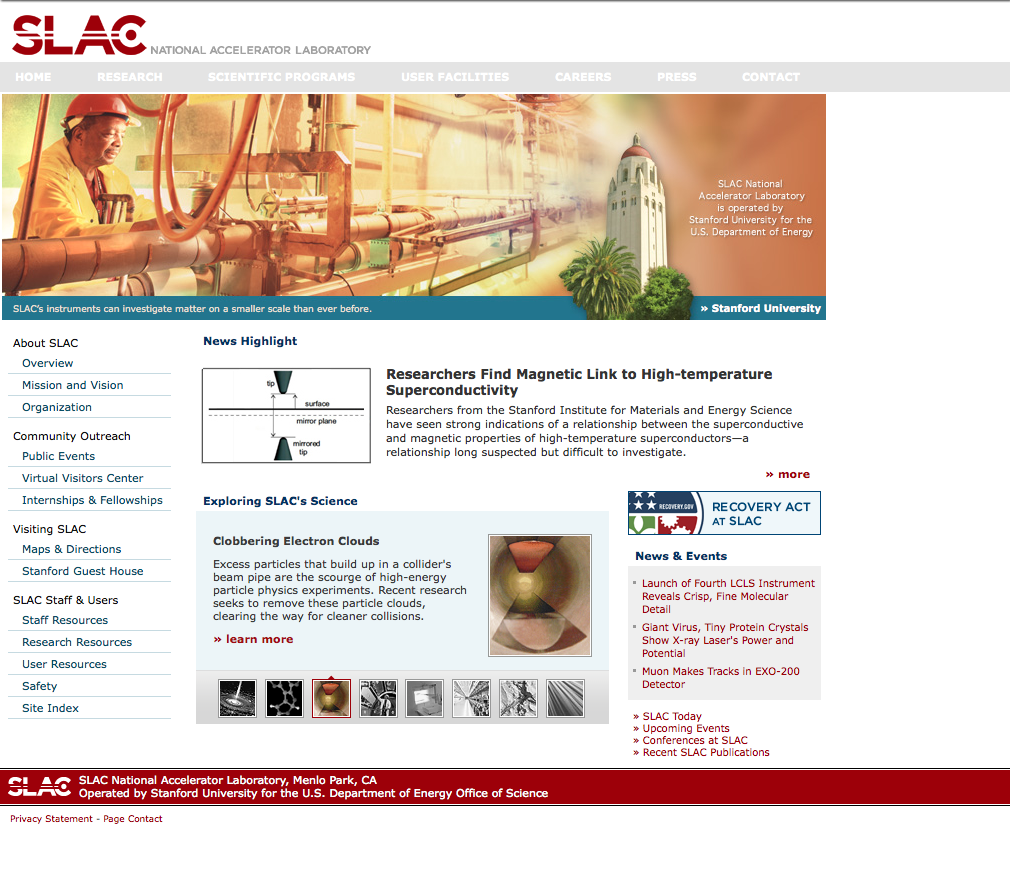 SLAC NATIONAL ACCELERATOR LABORATORY
HOME RESEARCH SCIENTIFIC PROGRAMS USER FACILITIES CAREERS PRESS CONTACT
SLAC National
Accelerator Laboratory
is operated by
Stanford University for the
U.S. Department of Energy
SLAC's instruments can investigate matter on a smaller scale than ever before.
» Stanford University
About SLAC
Overview
Mission and Vision
Organization
Community Outreach
Public Events
Virtual Visitors Center
Internships & Fellowships
Visiting SLAC
Maps & Directions
Stanford Guest House
SLAC Staff & Users
Staff Resources
Research Resources
User Resources
Safety
Site Index
News Highlight
tip
surface
mirror plane
mirrored
tip
Researchers Find Magnetic Link to High-temperature
Superconductivity
Researchers from the Stanford Institute for Materials and Energy Science
have seen strong indications of a relationship between the superconductive
and magnetic properties of high-temperature superconductors—a
relationship long suspected but difficult to investigate.
» more
Exploring SLAC's Science
Clobbering Electron Clouds
Excess particles that build up in a collider's
beam pipe are the scourge of high-energy
particle physics experiments. Recent research
seeks to remove these particle clouds,
clearing the way for cleaner collisions.
» learn more
RECOVERY.GOV
RECOVERY ACT
AT SLAC
News & Events
Launch of Fourth LCLS Instrument
Reveals Crisp, Fine Molecular
Detail
Giant Virus, Tiny Protein Crystals
Show X-ray Laser's Power and
Potential
Muon Makes Tracks in EXO-200
Detector
» SLAC Today
» Upcoming Events
» Conferences at SLAC
» Recent SLAC Publications
SLAC
SLAC National Accelerator Laboratory, Menlo Park, CA
Operated by Stanford University for the U.S. Department of Energy Office of Science
Privacy Statement - Page Contact